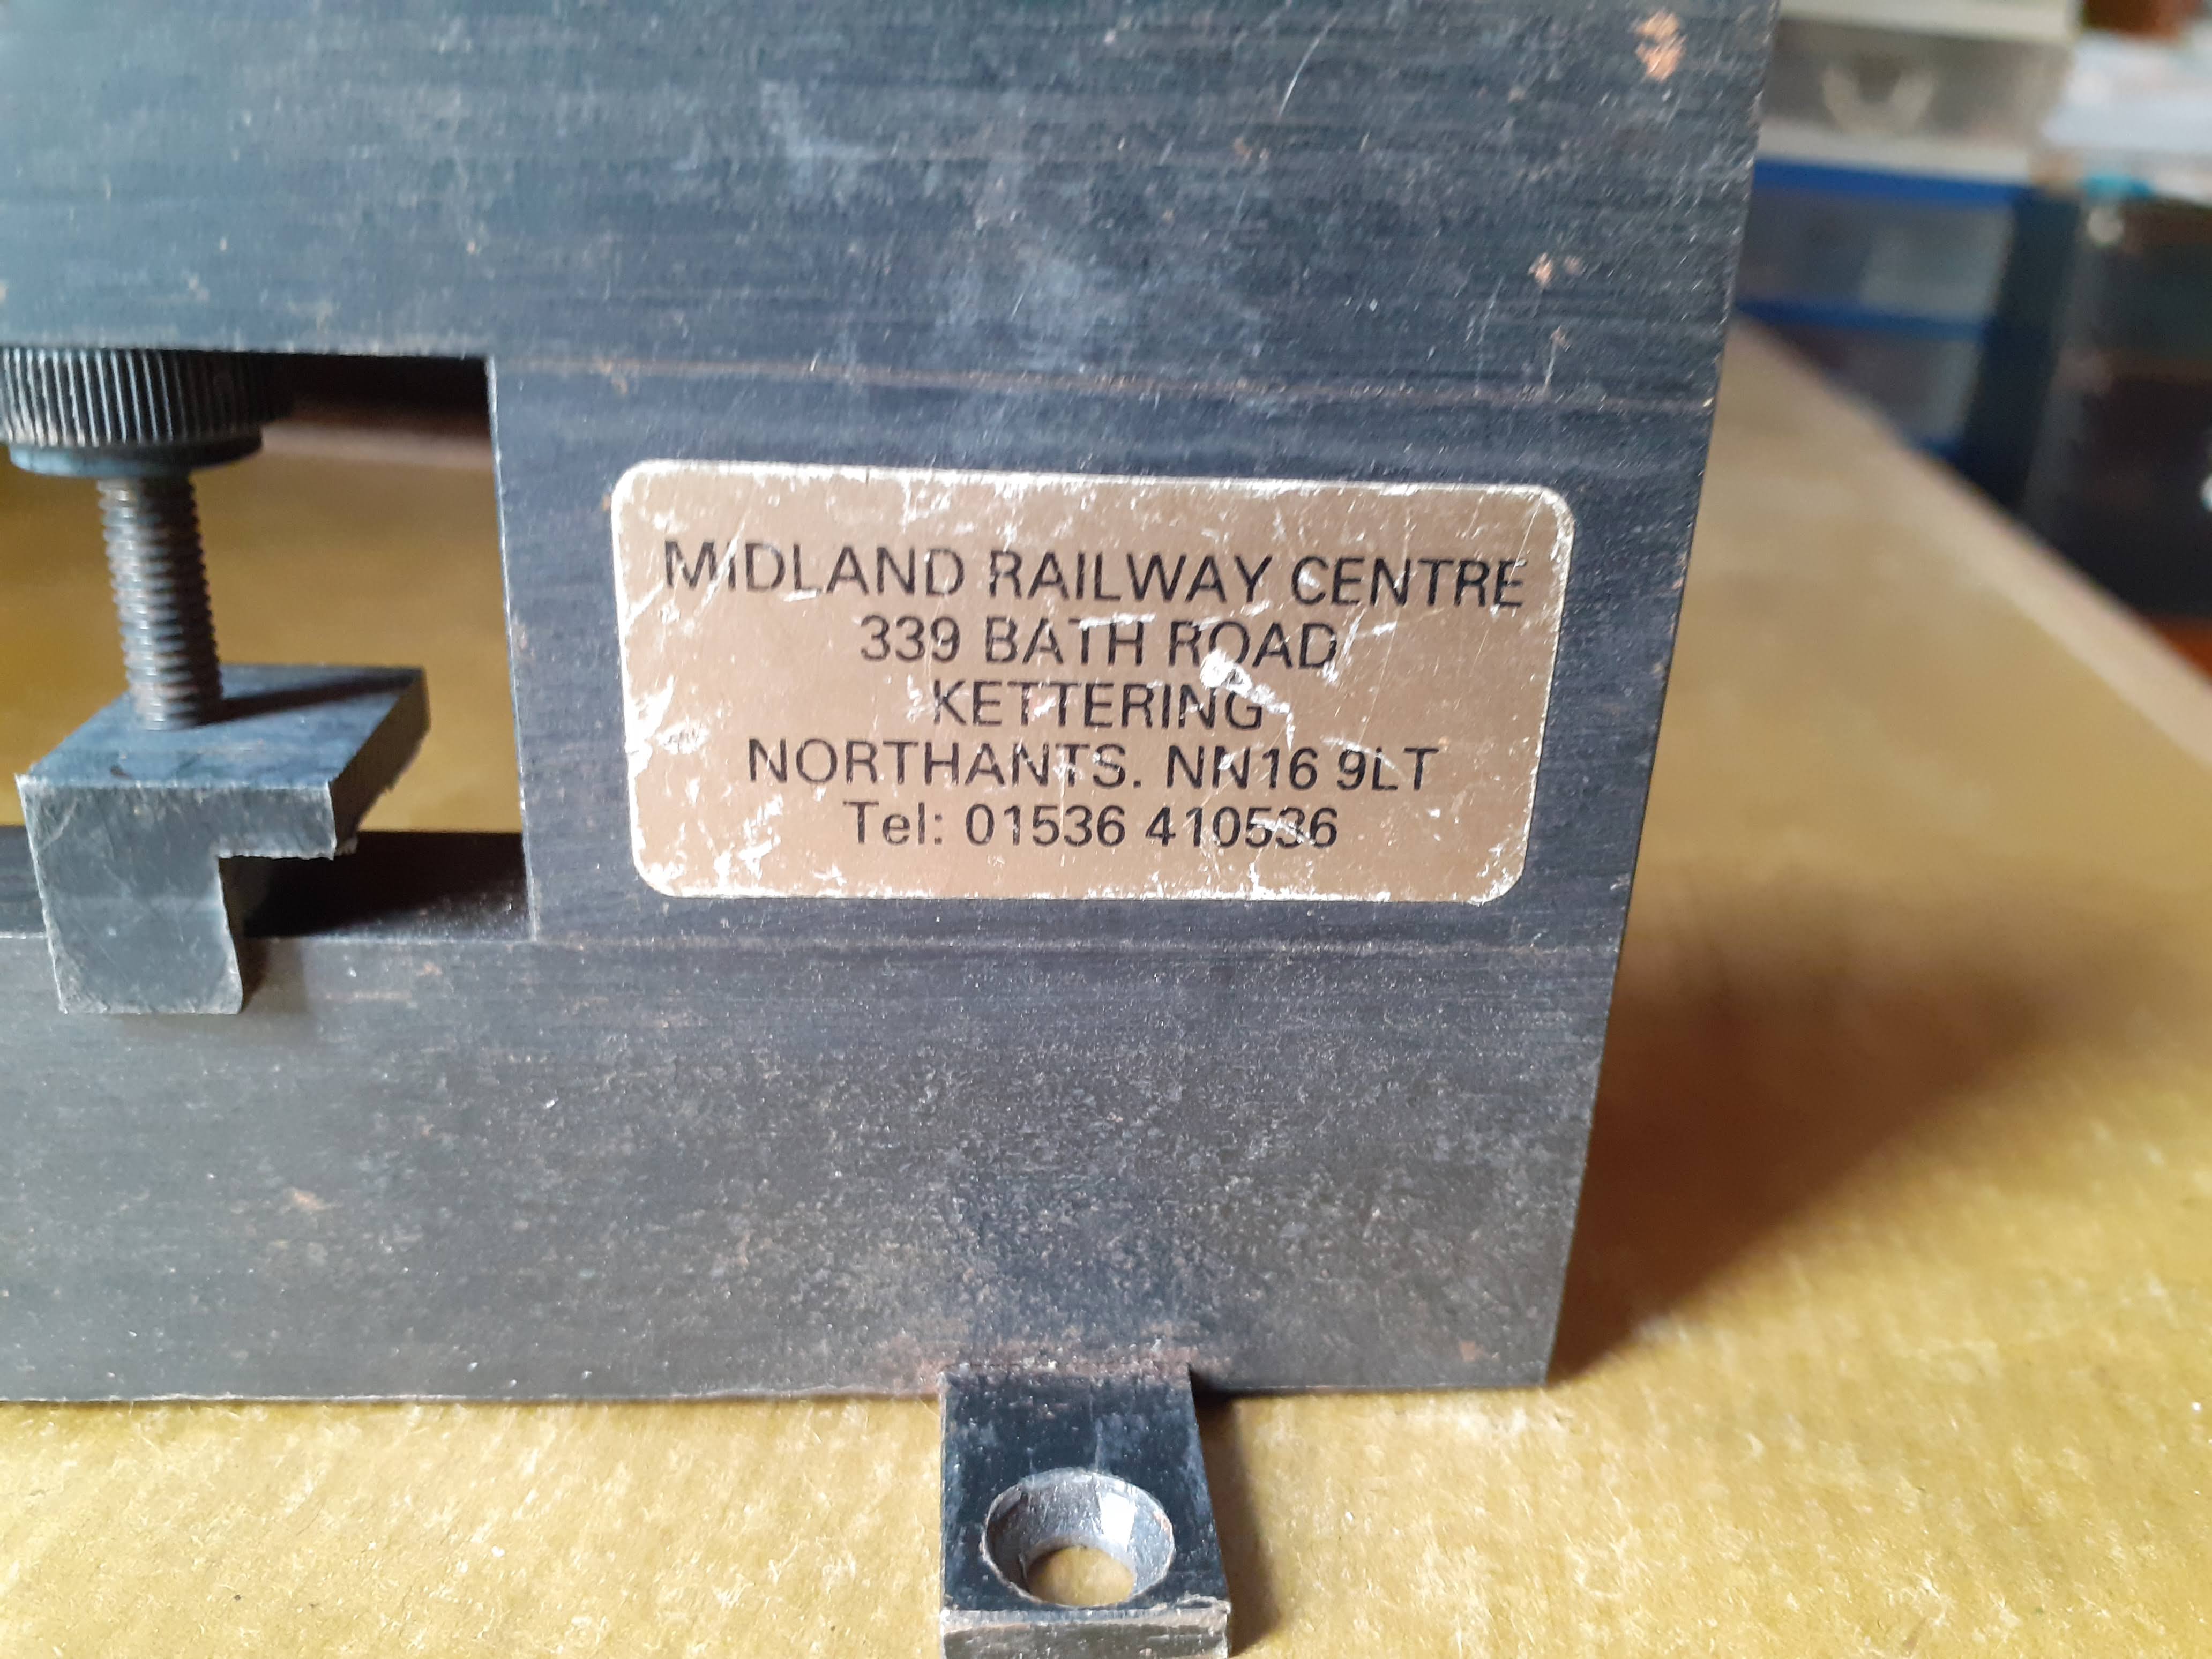 MIDLAND RAILWAY CENTRE
339 BATH ROAD
KETTERING
NORTHANTS. NN16 9LT
Tel: 01536 410536